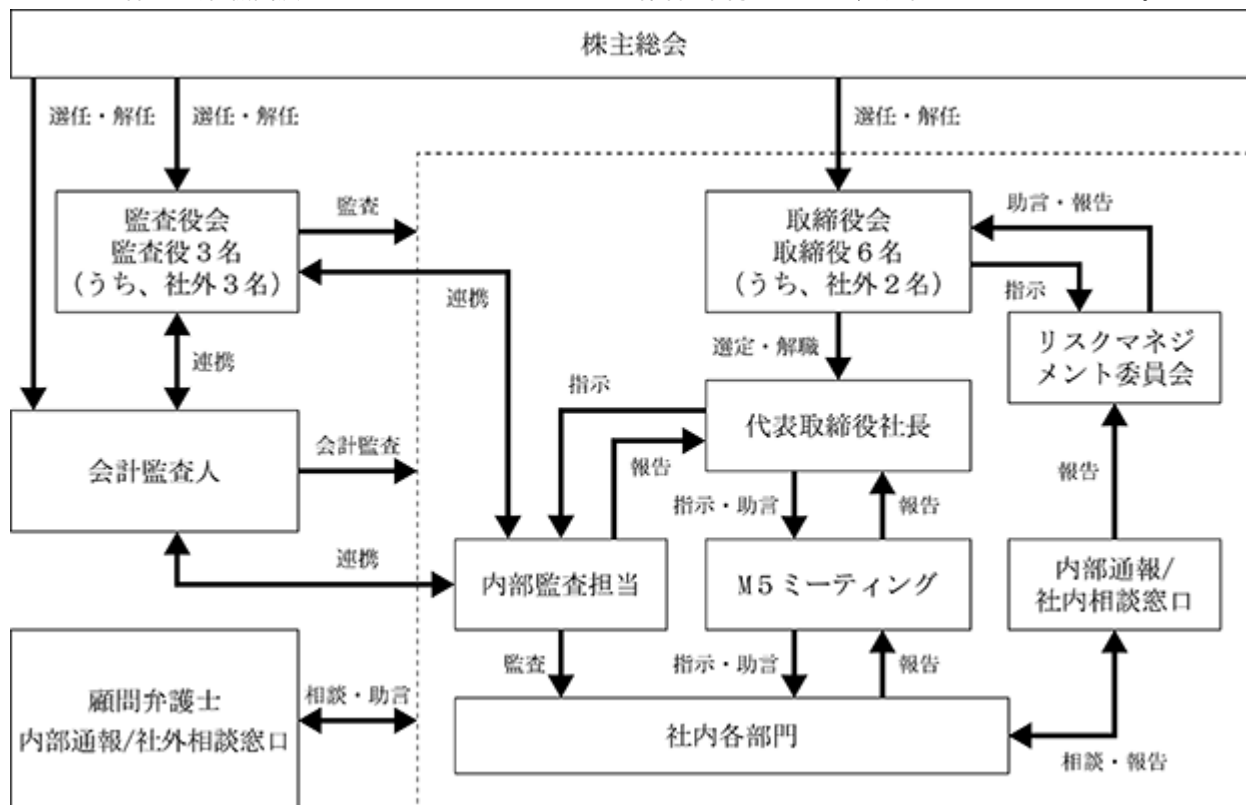 株主総会
選任・解任
選任・解任
選任・解任
監査役会
監査役3名
(うち、社外3名)
監査
取締役会
取締役6名
(うち、社外2名)
助言・報告
指示
連携
連携
選定・解職
リスクマネジ
メント委員会
指示
代表取締役社長
会計監査人
会計監査
報告
報告
指示・助言
報告
連携
内部監査担当
M5ミーティング
内部通報/
社内相談窓口
監査
指示・助言
報告
顧問弁護士
内部通報/社外相談窓口
相談・助言
社内各部門
相談・報告